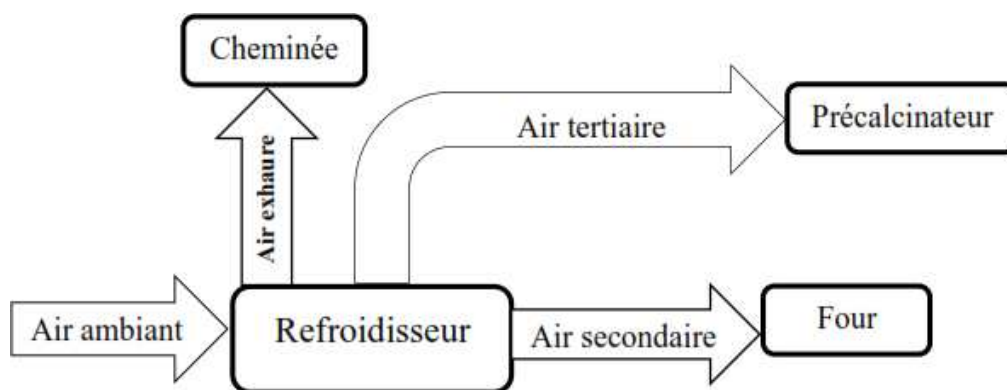 Cheminée
Air tertiaire
Précalcinateur
Air exhaure
Air ambiant
Refroidisseur
Air secondaire
Four